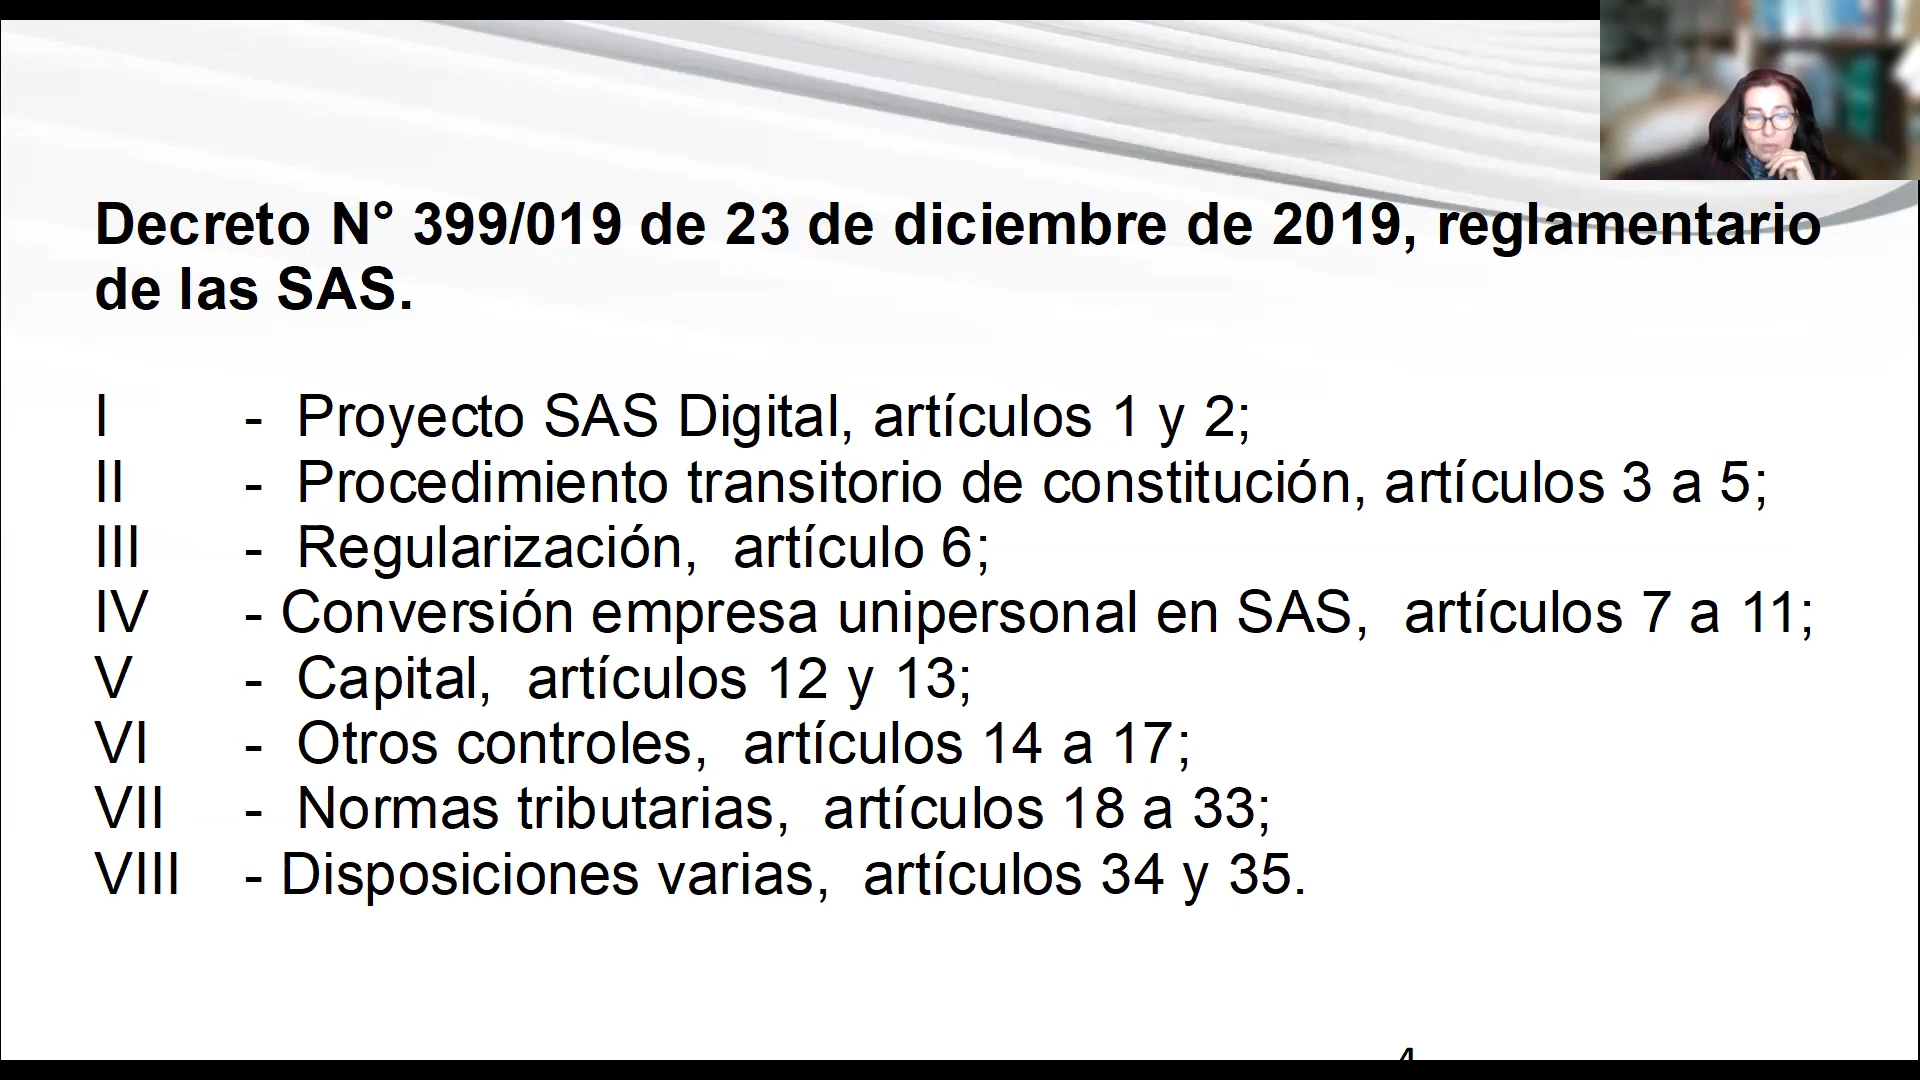 Decreto N° 399/019 de 23 de diciembre de 2019, reglamentario
de las SAS.
I - Proyecto SAS Digital, artículos 1 y 2;
II - Procedimiento transitorio de constitución, artículos 3 a 5;
III - Regularización, artículo 6;
IV - Conversión empresa unipersonal en SAS, artículos 7 a 11;
V - Capital, artículos 12 y 13;
VI - Otros controles, artículos 14 a 17;
VII - Normas tributarias, artículos 18 a 33;
VIII - Disposiciones varias, artículos 34 y 35.
4